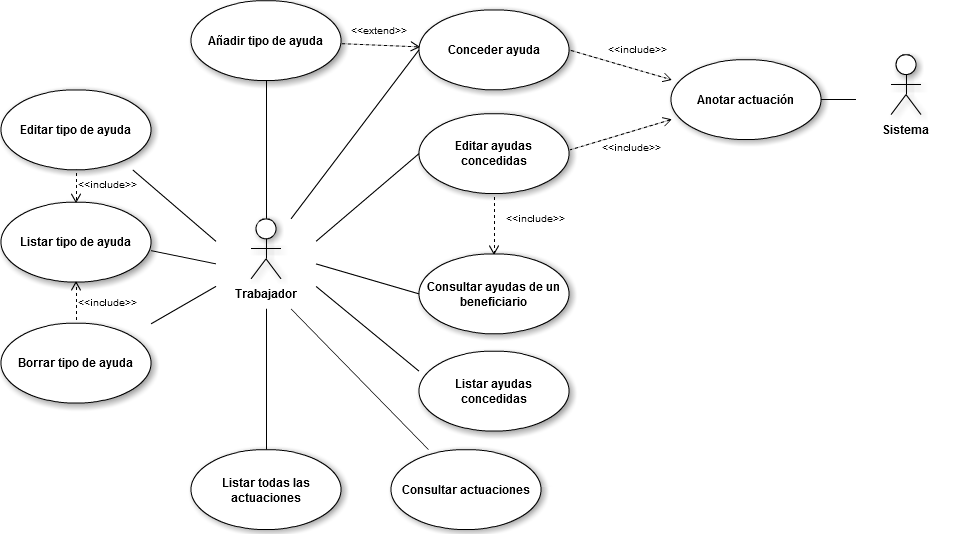 Añadir tipo de ayuda
<<extend>>
Conceder ayuda
<<include>>
Anotar actuación
Sistema
Editar tipo de ayuda
<<include>>
Editar ayudas
concedidas
<<include>>
<<include>>
Listar tipo de ayuda
Trabajador
Consultar ayudas de un
beneficiario
<<include>>
Borrar tipo de ayuda
Listar ayudas
concedidas
Listar todas las
actuaciones
Consultar actuaciones